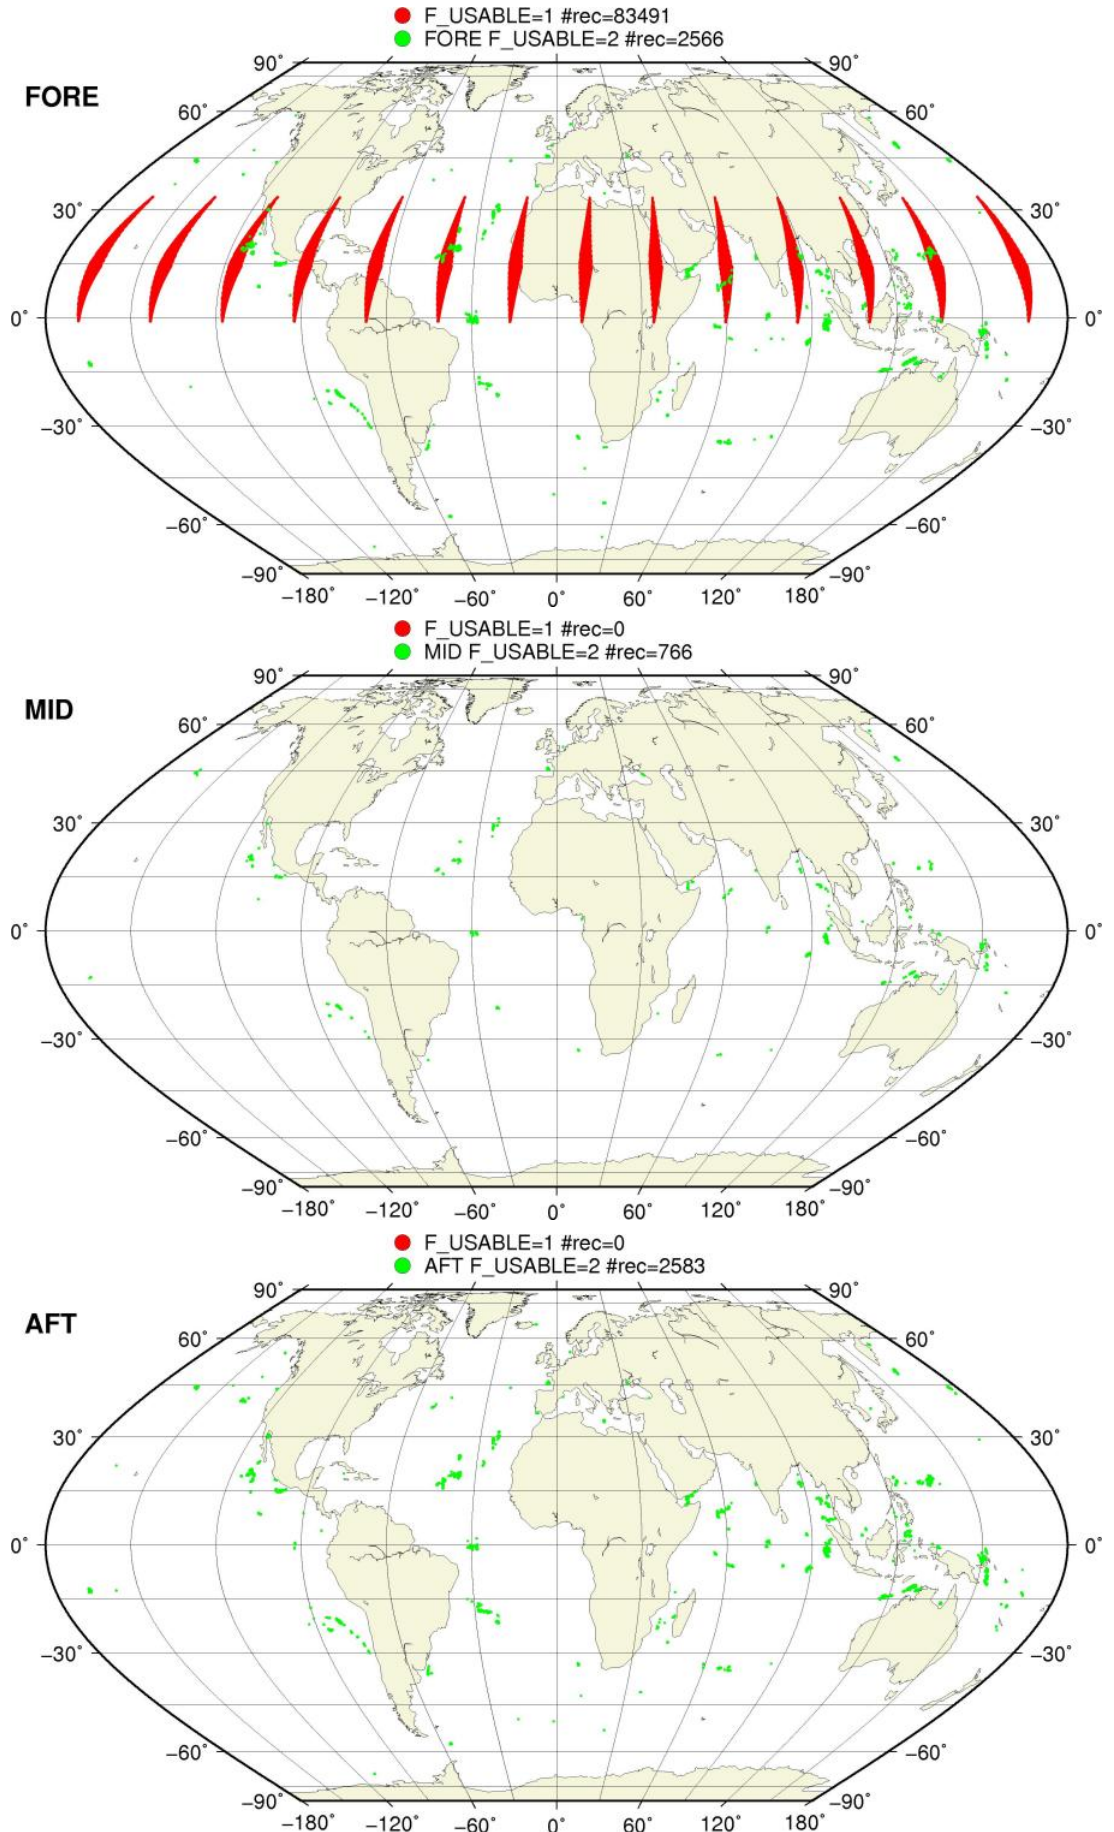 F_USABLE=1 #rec=83491
FORE F_USABLE=2 #rec=2566
FORE
90° 90°
60° 60°
30° 30°
0° 0°
−30° −30°
−60° −60°
−90° −90°
−180° −120° −60° 0° 60° 120° 180°
F_USABLE=1 #rec=0
MID F_USABLE=2 #rec=766
MID
90° 90°
60° 60°
30° 30°
0° 0°
−30° −30°
−60° −60°
−90° −90°
−180° −120° −60° 0° 60° 120° 180°
F_USABLE=1 #rec=0
AFT F_USABLE=2 #rec=2583
AFT
90° 90°
60° 60°
30° 30°
0° 0°
−30° −30°
−60° −60°
−90° −90°
−180° −120° −60° 0° 60° 120° 180°